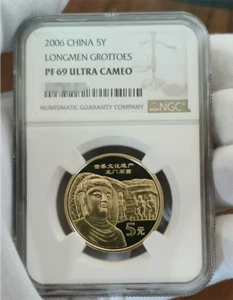 2006 CHINA 5Y
LONGMEN GROTTOES
PF 69 ULTRA CAMEO
NUMISMATIC GUARANTY COMPANY
NGC
世界文化遗产
龙门石窟
5元